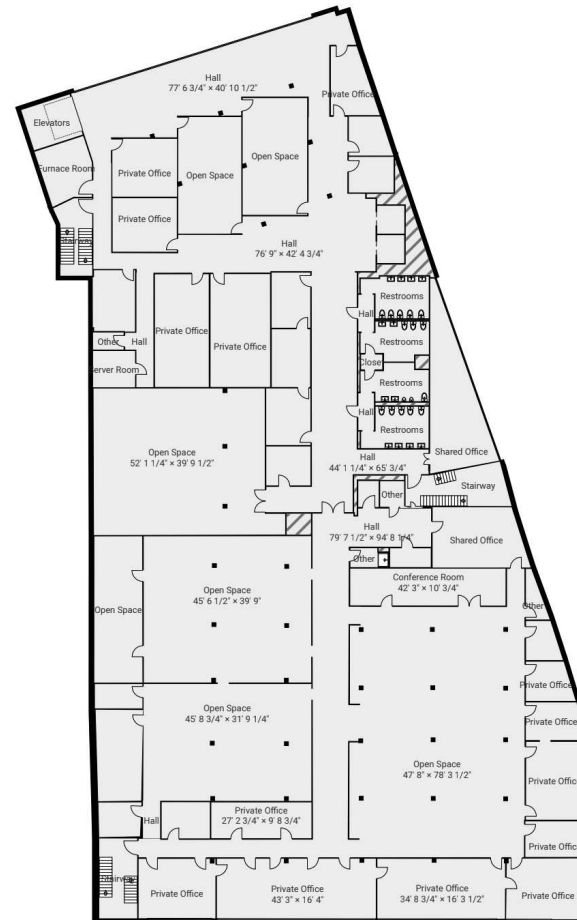 Hall
77' 6 3/4" × 40' 10 1/2"
Private Office
Elevators
Furnace Room
Private Office
Open Space
Open Space
Private Office
Stairway
Hall
76' 9" × 42' 4 3/4"
Restrooms
Hall
Private Office
Private Office
Other
Hall
Restrooms
Server Room
Close
Restrooms
Hall
Restrooms
Open Space
52' 1 1/4" × 39' 9 1/2"
Hall
44' 1 1/4" × 65' 3/4"
Shared Office
Stairway
Other
Hall
79' 7 1/2" × 94' 8 1/4"
Shared Office
Other
Conference Room
42' 3" × 10' 3/4"
Open Space
Open Space
45' 6 1/2" × 39' 9"
Other
Private Office
Open Space
45' 8 3/4" × 31' 9 1/4"
Private Office
Open Space
47' 8" × 78' 3 1/2"
Private Office
Private Office
27' 2 3/4" × 9' 8 3/4"
Hall
Private Office
Stairway
Private Office
Private Office
43' 3" × 16' 4"
Private Office
34' 8 3/4" × 16' 3 1/2"
Private Office